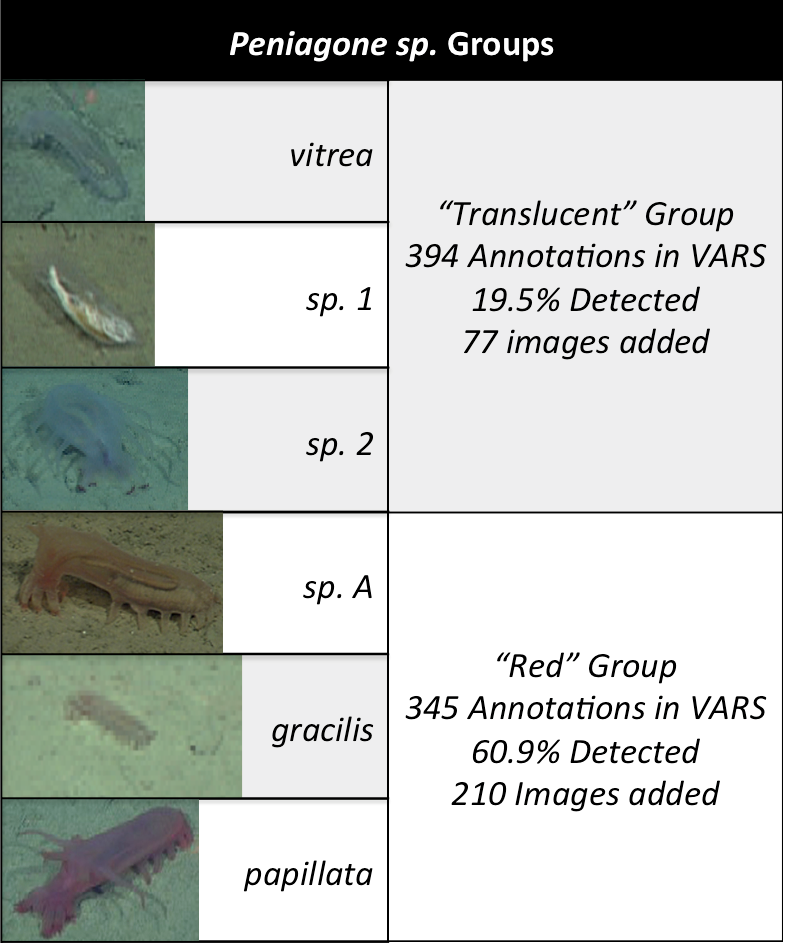 Peniagone sp. Groups
vitrea
sp. 1
sp. 2
“Translucent” Group
394 Annotations in VARS
19.5% Detected
77 images added
sp. A
gracilis
papillata
“Red” Group
345 Annotations in VARS
60.9% Detected
210 Images added